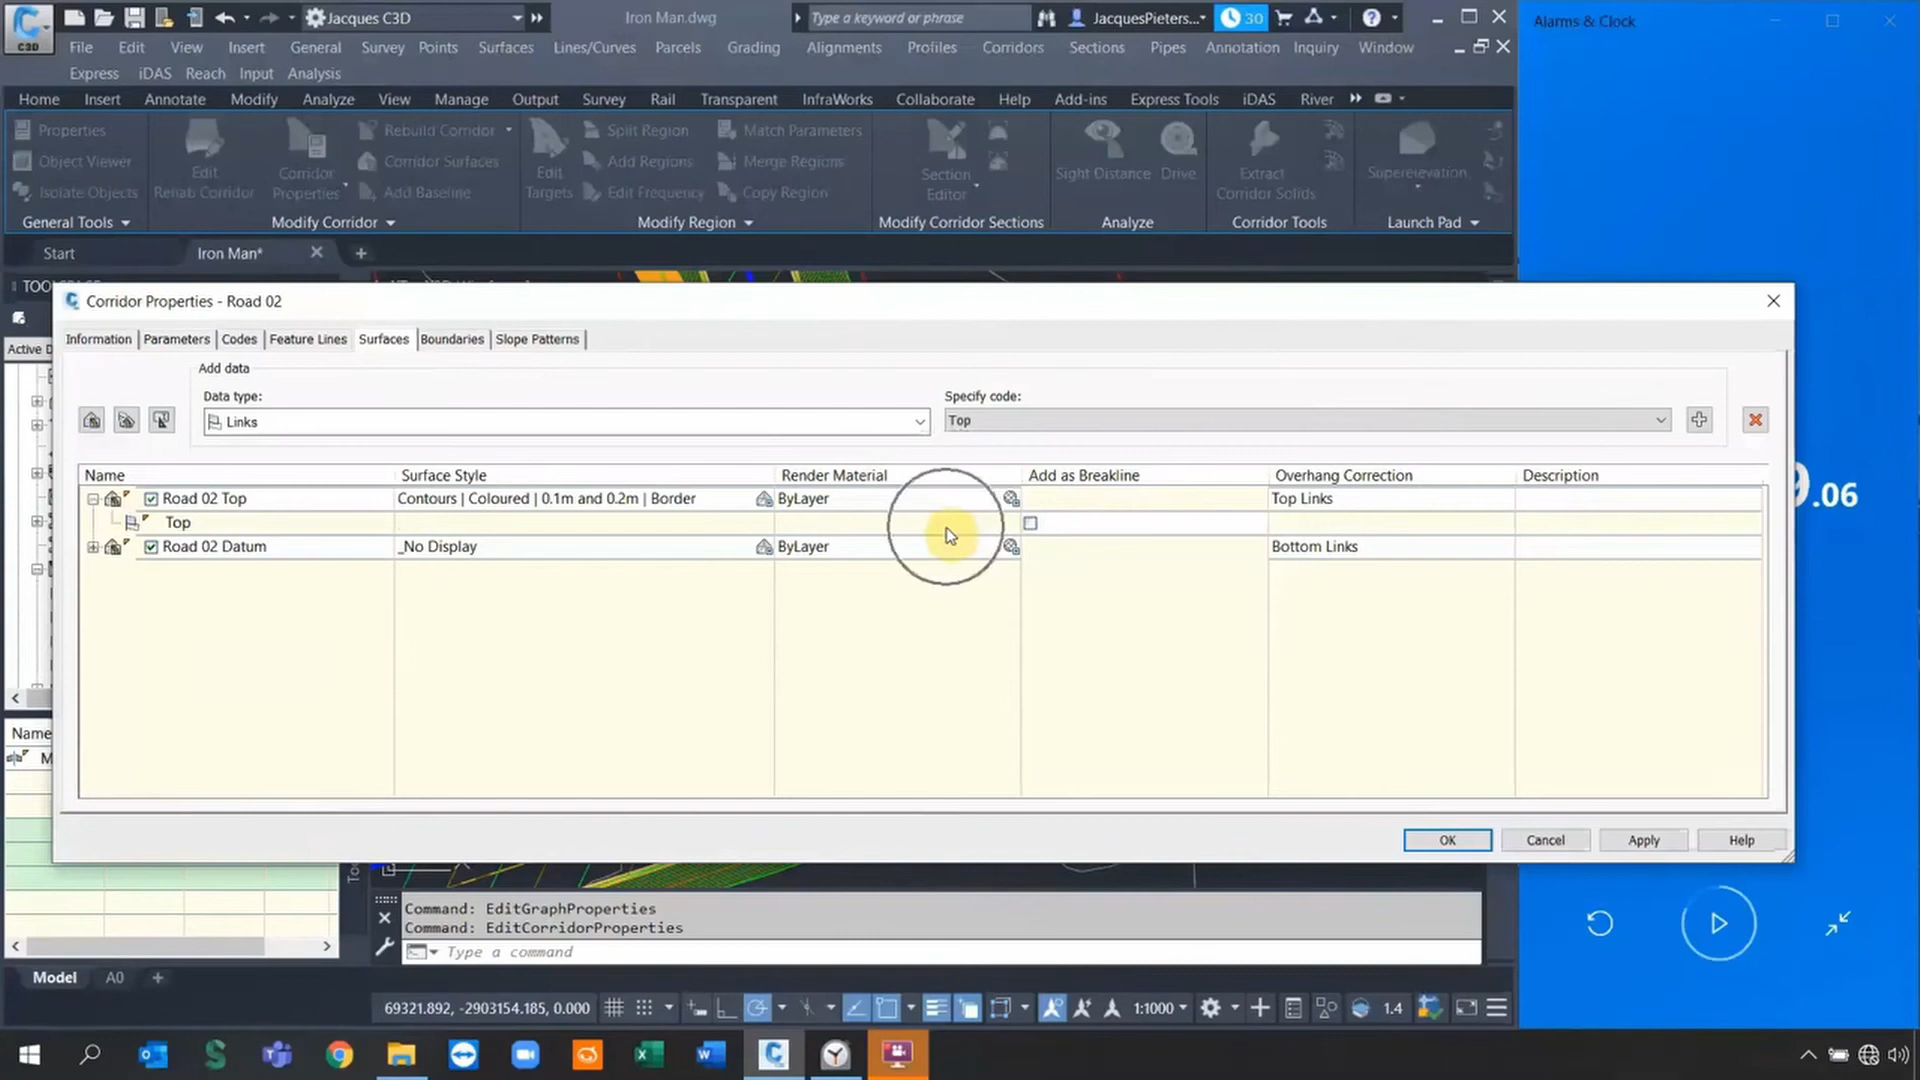 Jacques C3D
Iron Man.dwg
Type a keyword or phrase
JacquesPieters...
30
Alarms & Clock
C3D
File Edit View Insert General Survey Points Surfaces Lines/Curves Parcels Grading Alignments Profiles Corridors Sections Pipes Annotation Inquiry Window
Express iDAS Reach Input Analysis
Home Insert Annotate Modify Analyze View Manage Output Survey Rail Transparent InfraWorks Collaborate Help Add-ins Express Tools iDAS River
Properties Rebuild Corridor Split Region Match Parameters
Object Viewer Corridor Surfaces Add Regions Merge Regions
Isolate Objects Add Baseline Edit Frequency Copy Region
Edit
Rehab Corridor
Corridor
Properties
Edit
Targets
Section
Editor
Sight Distance Drive
Extract
Corridor Solids
Superelevation
General Tools Modify Corridor Modify Region Modify Corridor Sections Analyze Corridor Tools Launch Pad
Start Iron Man*
Corridor Properties - Road 02
Information Parameters Codes Feature Lines Surfaces Boundaries Slope Patterns
Active D
Add data
Data type: Specify code:
Links Top
Name Surface Style Render Material Add as Breakline Overhang Correction Description
Road 02 Top Contours | Coloured | 0.1m and 0.2m | Border ByLayer Top Links
Top
Road 02 Datum _No Display ByLayer Bottom Links
.06
Name
M
OK Cancel Apply Help
Command: EditGraphProperties
Command: EditCorridorProperties
Type a command
Model A0
69321.892, -2903154.185, 0.000
1:1000
1.4